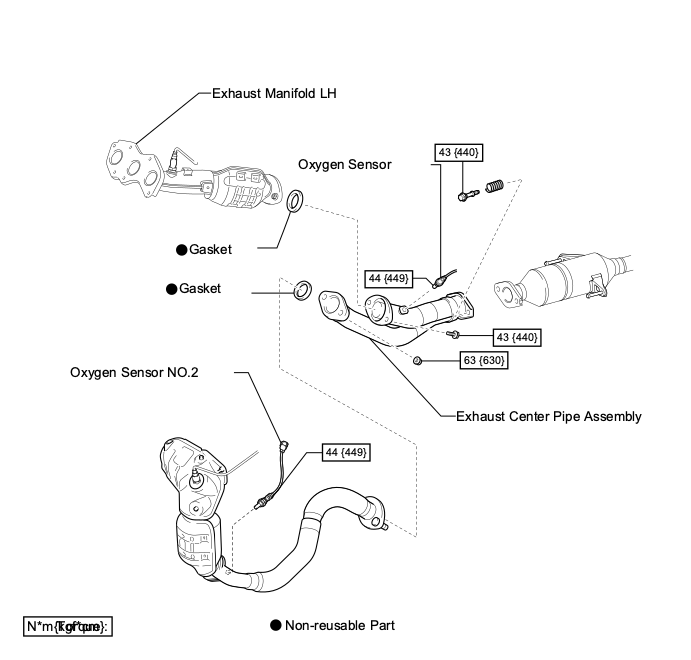 Exhaust Manifold LH
43 {440}
Oxygen Sensor
Gasket
44 {449}
Gasket
43 {440}
63 {630}
Oxygen Sensor NO.2
Exhaust Center Pipe Assembly
44 {449}
Non-reusable Part